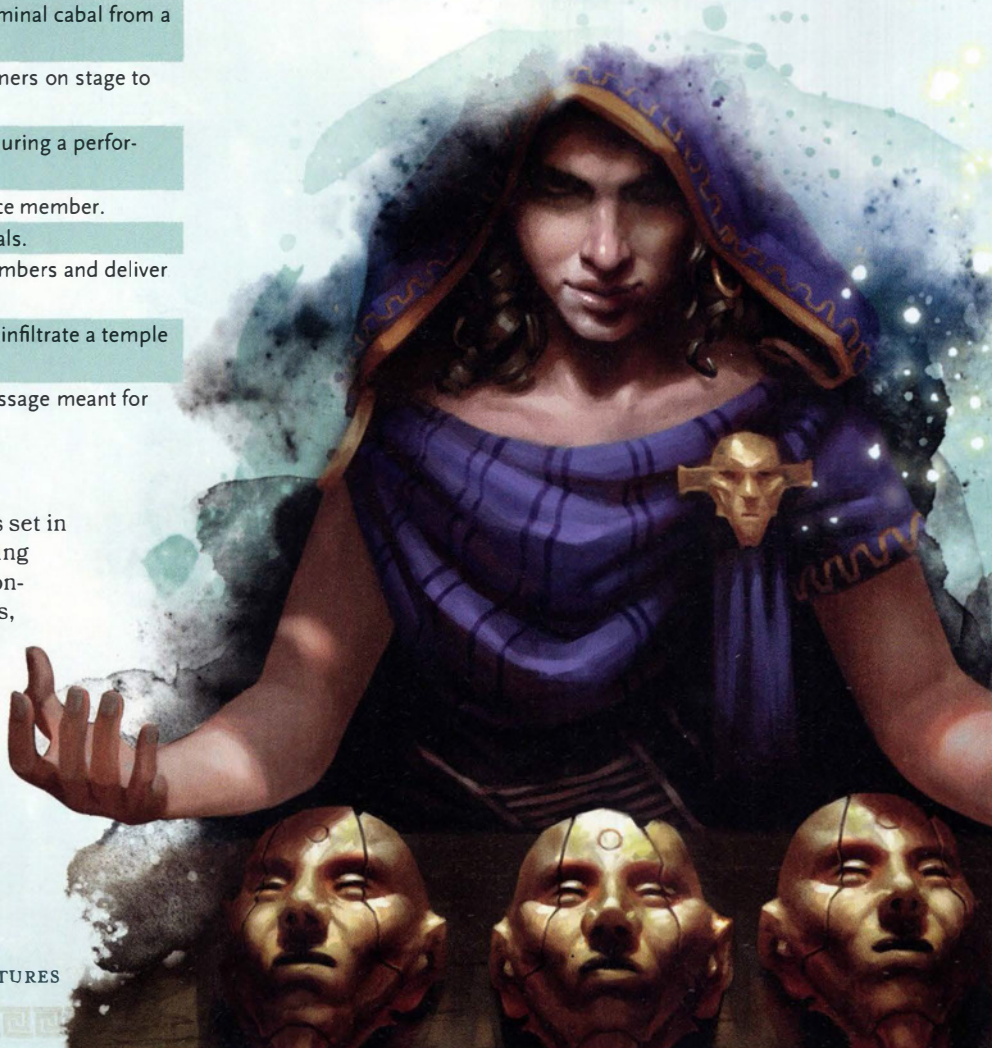 minal cabal from a
ners on stage to
uring a perfor-
te member.
als.
mbers and deliver
infiltrate a temple
ssage meant for
s set in
ng
on-
s,
TURES